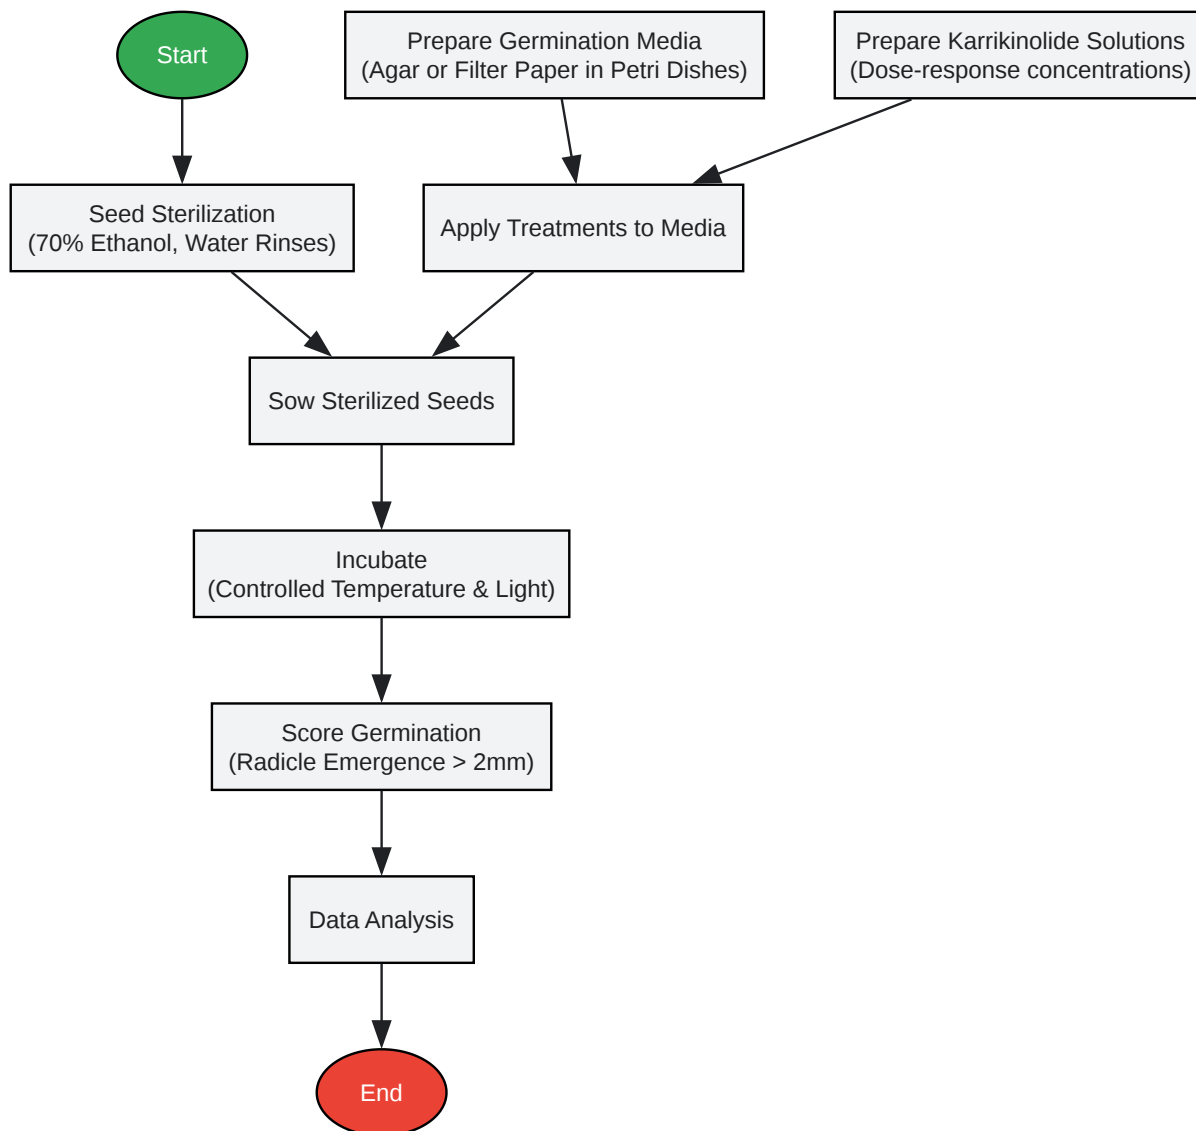 Start
Prepare Germination Media
(Agar or Filter Paper in Petri Dishes)
Prepare Karrikinolide Solutions
(Dose-response concentrations)
Seed Sterilization
(70% Ethanol, Water Rinses)
Apply Treatments to Media
Sow Sterilized Seeds
Incubate
(Controlled Temperature & Light)
Score Germination
(Radicle Emergence > 2mm)
Data Analysis
End